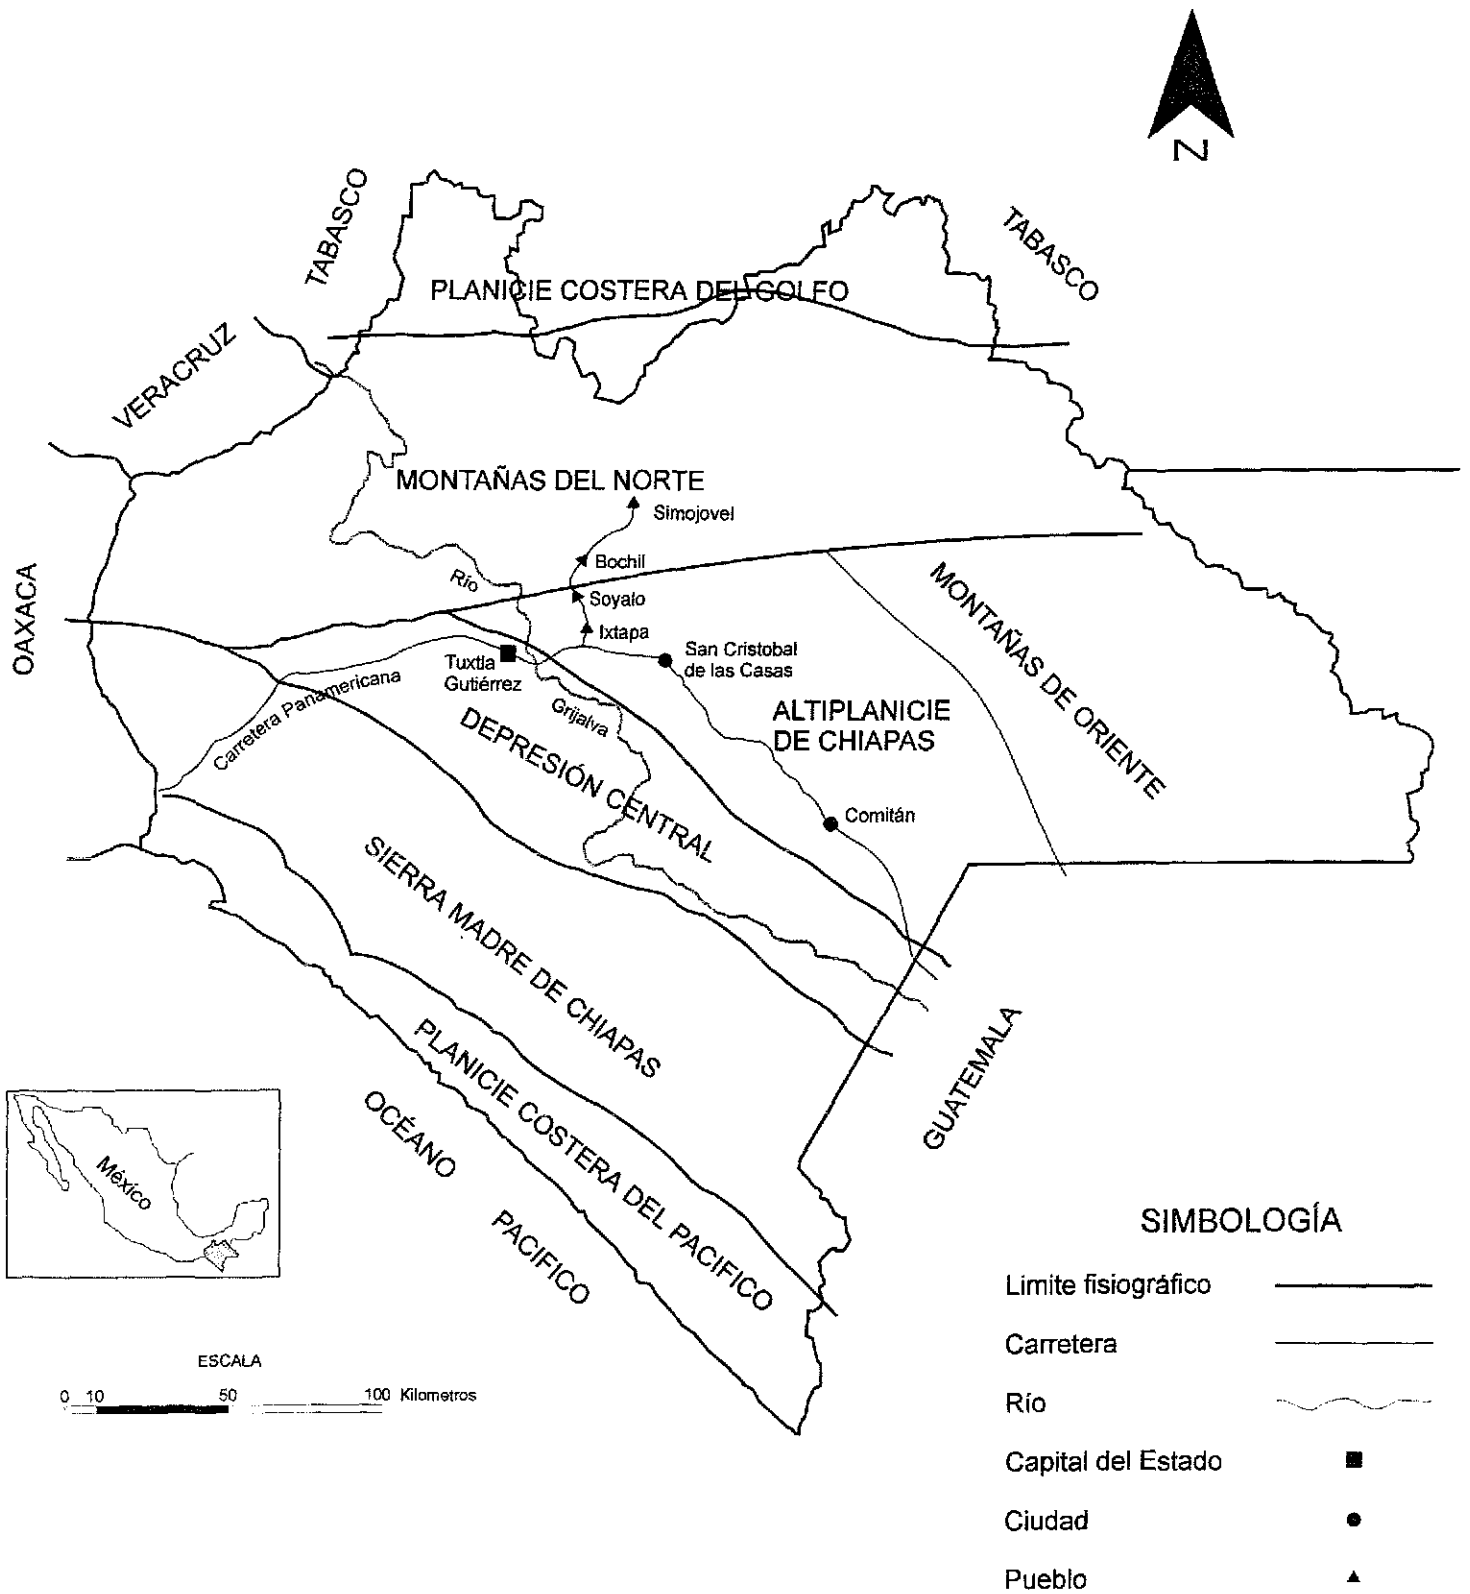 N
TABASCO
TABASCO
PLANICIE COSTERA DEL GOLFO
VERACRUZ
MONTAÑAS DEL NORTE
Simojovel
Bochil
Río
Soyalo
Ixtapa
OAXACA
MONTAÑAS DE ORIENTE
San Cristobal
de las Casas
Tuxtla
Gutiérrez
Carretera Panamericana
Grijalva
ALTIPLANICIE
DE CHIAPAS
DEPRESIÓN CENTRAL
Comitán
SIERRA MADRE DE CHIAPAS
PLANICIE COSTERA DEL PACIFICO
GUATEMALA
OCÉANO
PACIFICO
México
ESCALA
0 10 50 100 Kilometros
SIMBOLOGÍA
Limite fisiográfico
Carretera
Río
Capital del Estado
Ciudad
Pueblo